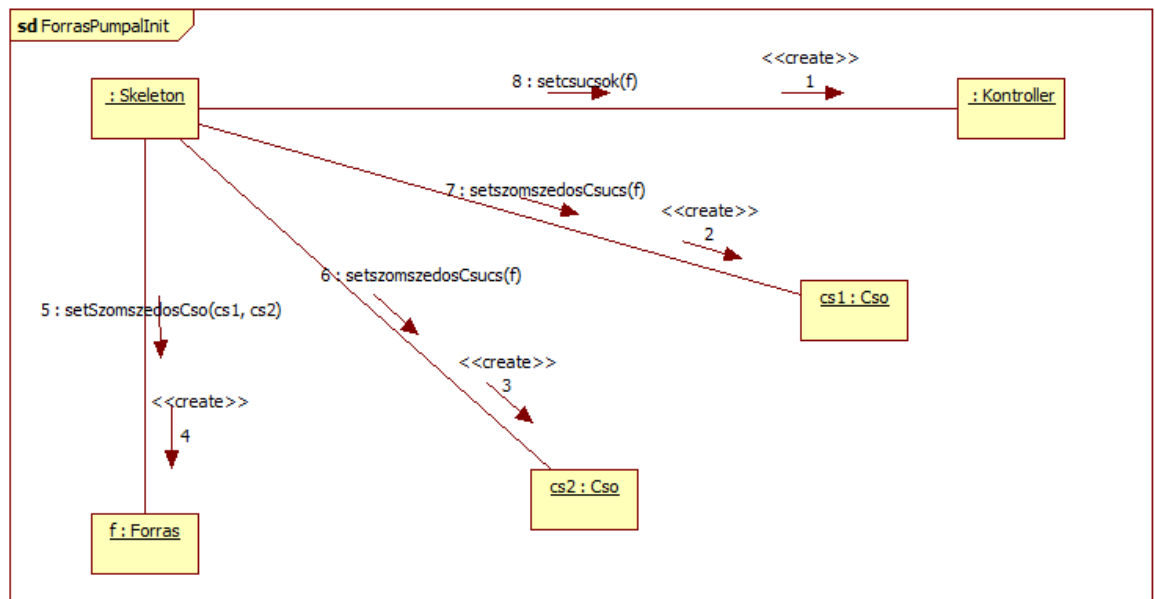 sd ForrasPumpalInit
<<create>>
8 : setcsucsok(f)
1
: Skeleton
: Kontroller
7 : setszomszedosCsucs(f)
<<create>>
2
6 : setszomszedosCsucs(f)
cs1 : Cso
5 : setSzomszedosCso(cs1, cs2)
<<create>>
3
<<create>>
4
cs2 : Cso
f : Forras